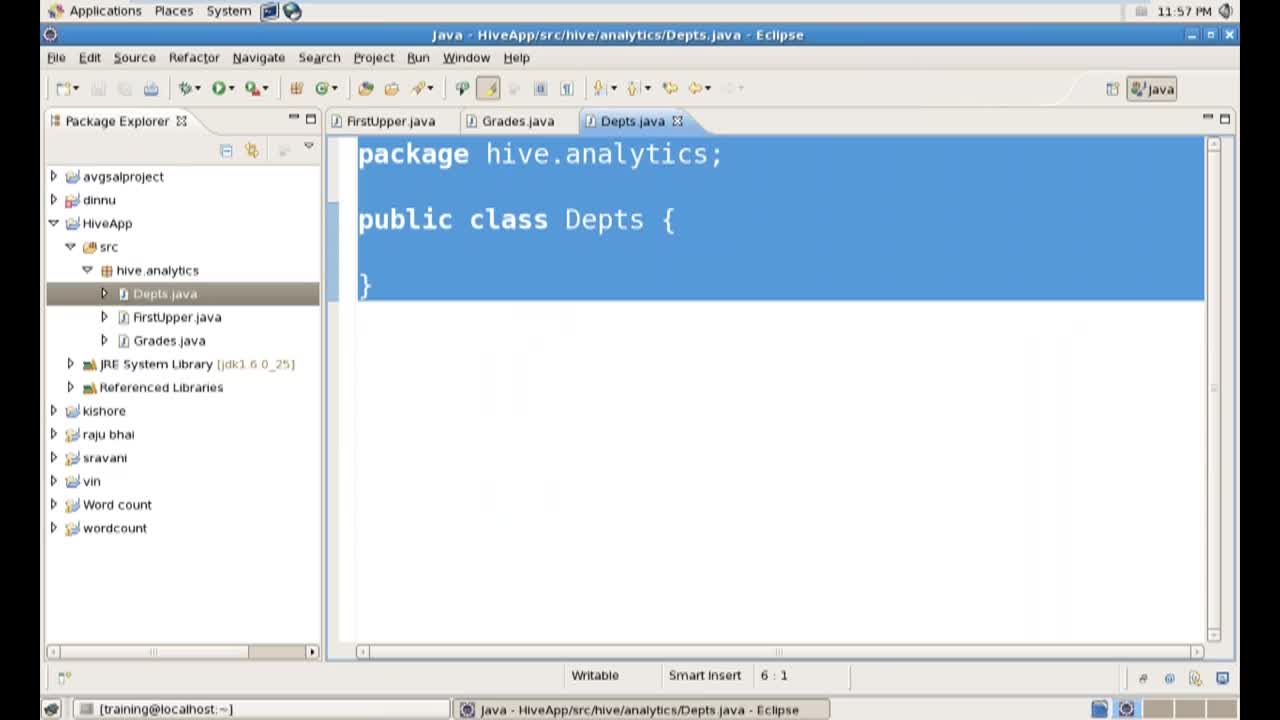 Applications Places System 11:57 PM
Java - HiveApp/src/hive/analytics/Depts.java - Eclipse
File Edit Source Refactor Navigate Search Project Run Window Help
Java
Package Explorer
FirstUpper.java Grades.java Depts.java
avgsalproject
dinnu
HiveApp
src
hive.analytics
Depts.java
FirstUpper.java
Grades.java
JRE System Library [jdk1.6.0_25]
Referenced Libraries
kishore
raju bhai
sravani
vin
Word count
wordcount
package hive.analytics;
public class Depts {
}
Writable Smart Insert 6 : 1
[training@localhost:~] Java - HiveApp/src/hive/analytics/Depts.java - Eclipse